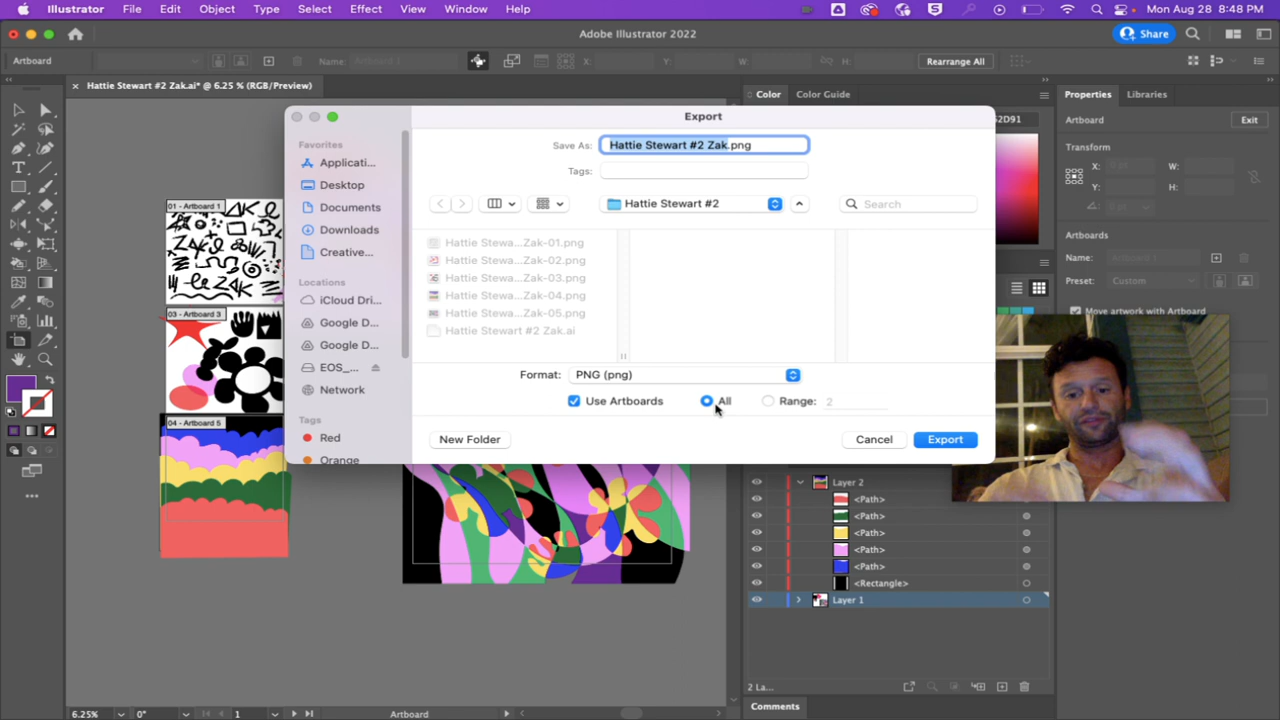 Illustrator File Edit Object Type Select Effect View Window Help Mon Aug 28 8:48 PM
Adobe Illustrator 2022
Share
Artboard
Name:
X:
Y:
W:
H:
Rearrange All
Hattie Stewart #2 Zak.ai* @ 6.25 % (RGB/Preview)
01 - Artboard 1
03 - Artboard 3
04 - Artboard 5
Export
Save As: Hattie Stewart #2 Zak.png
Tags:
Hattie Stewart #2
Search
Favorites
Applicati...
Desktop
Documents
Downloads
Creative...
Locations
iCloud Dri...
Google D...
Google D...
EOS_...
Network
Tags
Red
Orange
Hattie Stewa...Zak-01.png
Hattie Stewa...Zak-02.png
Hattie Stewa...Zak-03.png
Hattie Stewa...Zak-04.png
Hattie Stewa...Zak-05.png
Hattie Stewart #2 Zak.ai
Format: PNG (png)
Use Artboards All Range: 2
New Folder Cancel Export
Color Color Guide
Properties Libraries
Artboard Exit
Transform
X:
W:
Y:
H:
Artboards
Name:
Preset: Custom
Move artwork with Artboard
Layer 2
<Path>
<Path>
<Path>
<Path>
<Path>
<Rectangle>
Layer 1
2 La...
Comments
6.25% 0° 1 Artboard